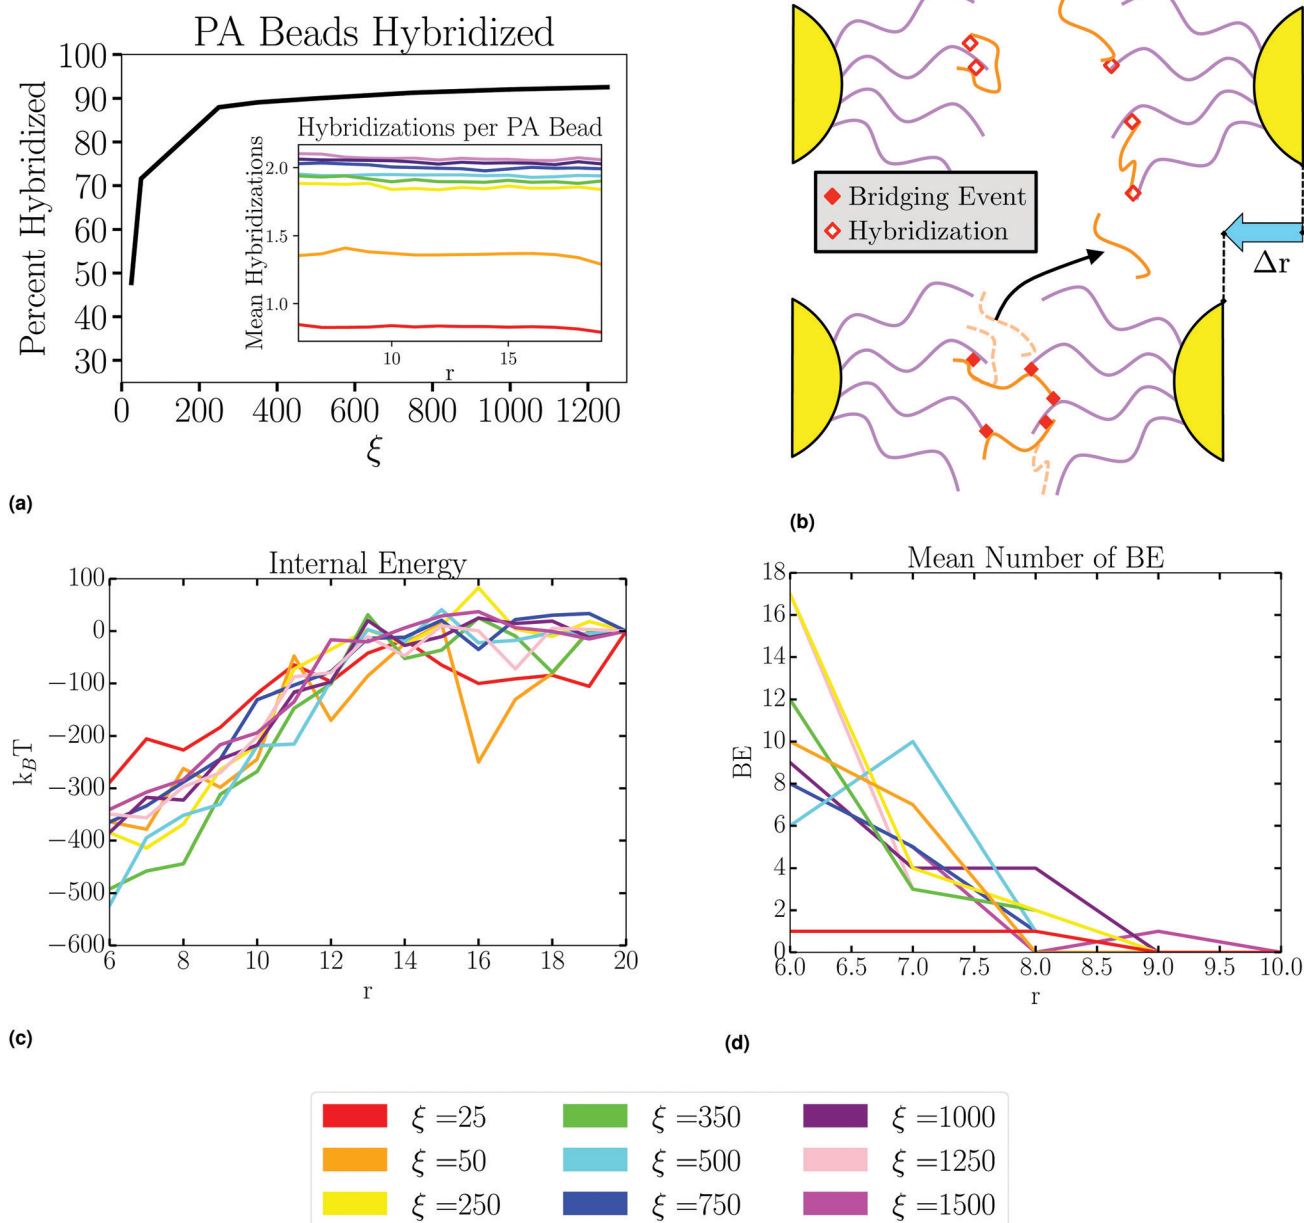 PA Beads Hybridized
Percent Hybridized
100
90
80
70
60
50
40
30
0 200 400 600 800 1000 1200
ξ
Hybridizations per PA Bead
Mean Hybridizations
2.0
1.5
1.0
10 15
r
(a)
Bridging Event
Hybridization
Δr
(b)
Internal Energy
k_BT
100
0
−100
−200
−300
−400
−500
−600
6 8 10 12 14 16 18 20
r
(c)
Mean Number of BE
BE
18
16
14
12
10
8
6
4
2
0
6.0 6.5 7.0 7.5 8.0 8.5 9.0 9.5 10.0
r
(d)
ξ =25 ξ =350 ξ =1000
ξ =50 ξ =500 ξ =1250
ξ =250 ξ =750 ξ =1500